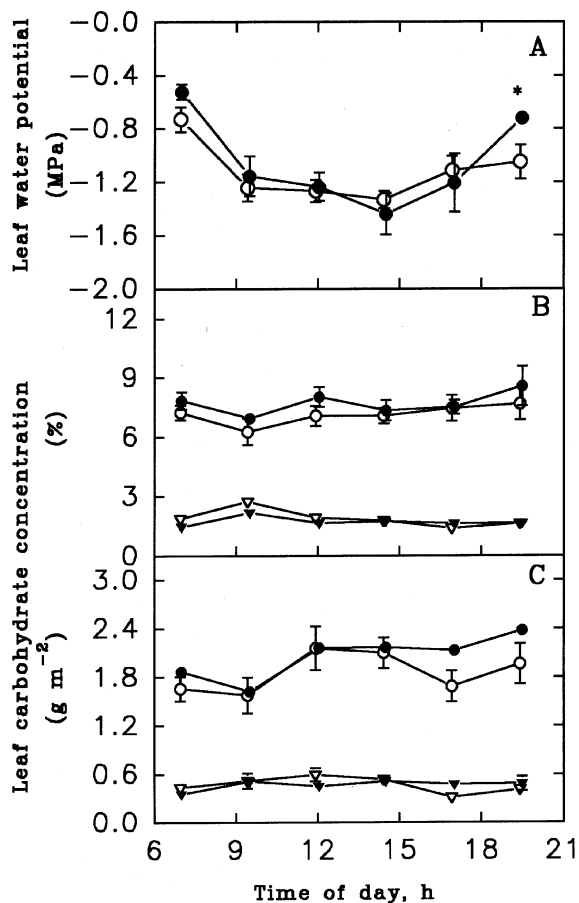 Leaf water potential
(MPa)
−0.0
−0.4
−0.8
−1.2
−1.6
−2.0
A
*
Leaf carbohydrate concentration
(%)
12
9
6
3
0
B
(g m⁻²)
3.0
2.4
1.8
1.2
0.6
0.0
C
6 9 12 15 18 21
Time of day, h